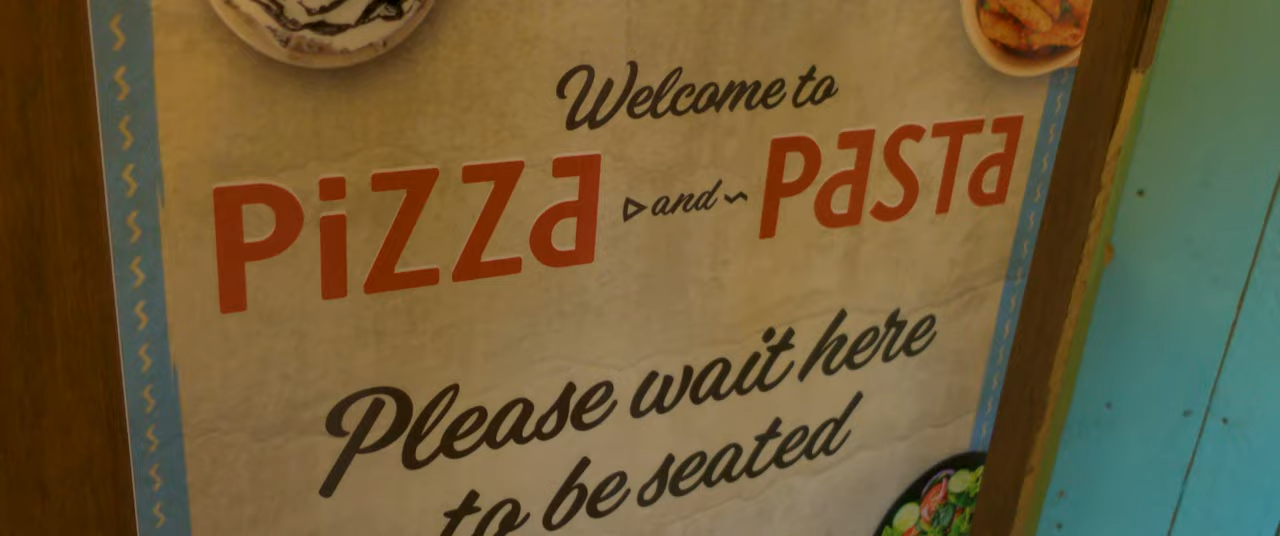 Welcome to
PiZZa and PaSTa
Please wait here
to be seated